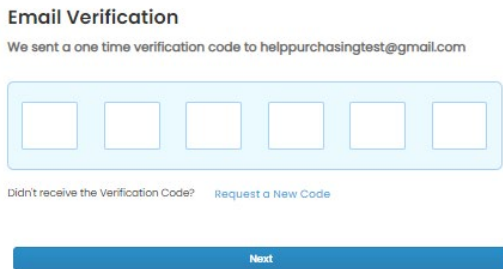 Email Verification
We sent a one time verification code to helppurchasingtest@gmail.com
Didn't receive the Verification Code? Request a New Code
Next